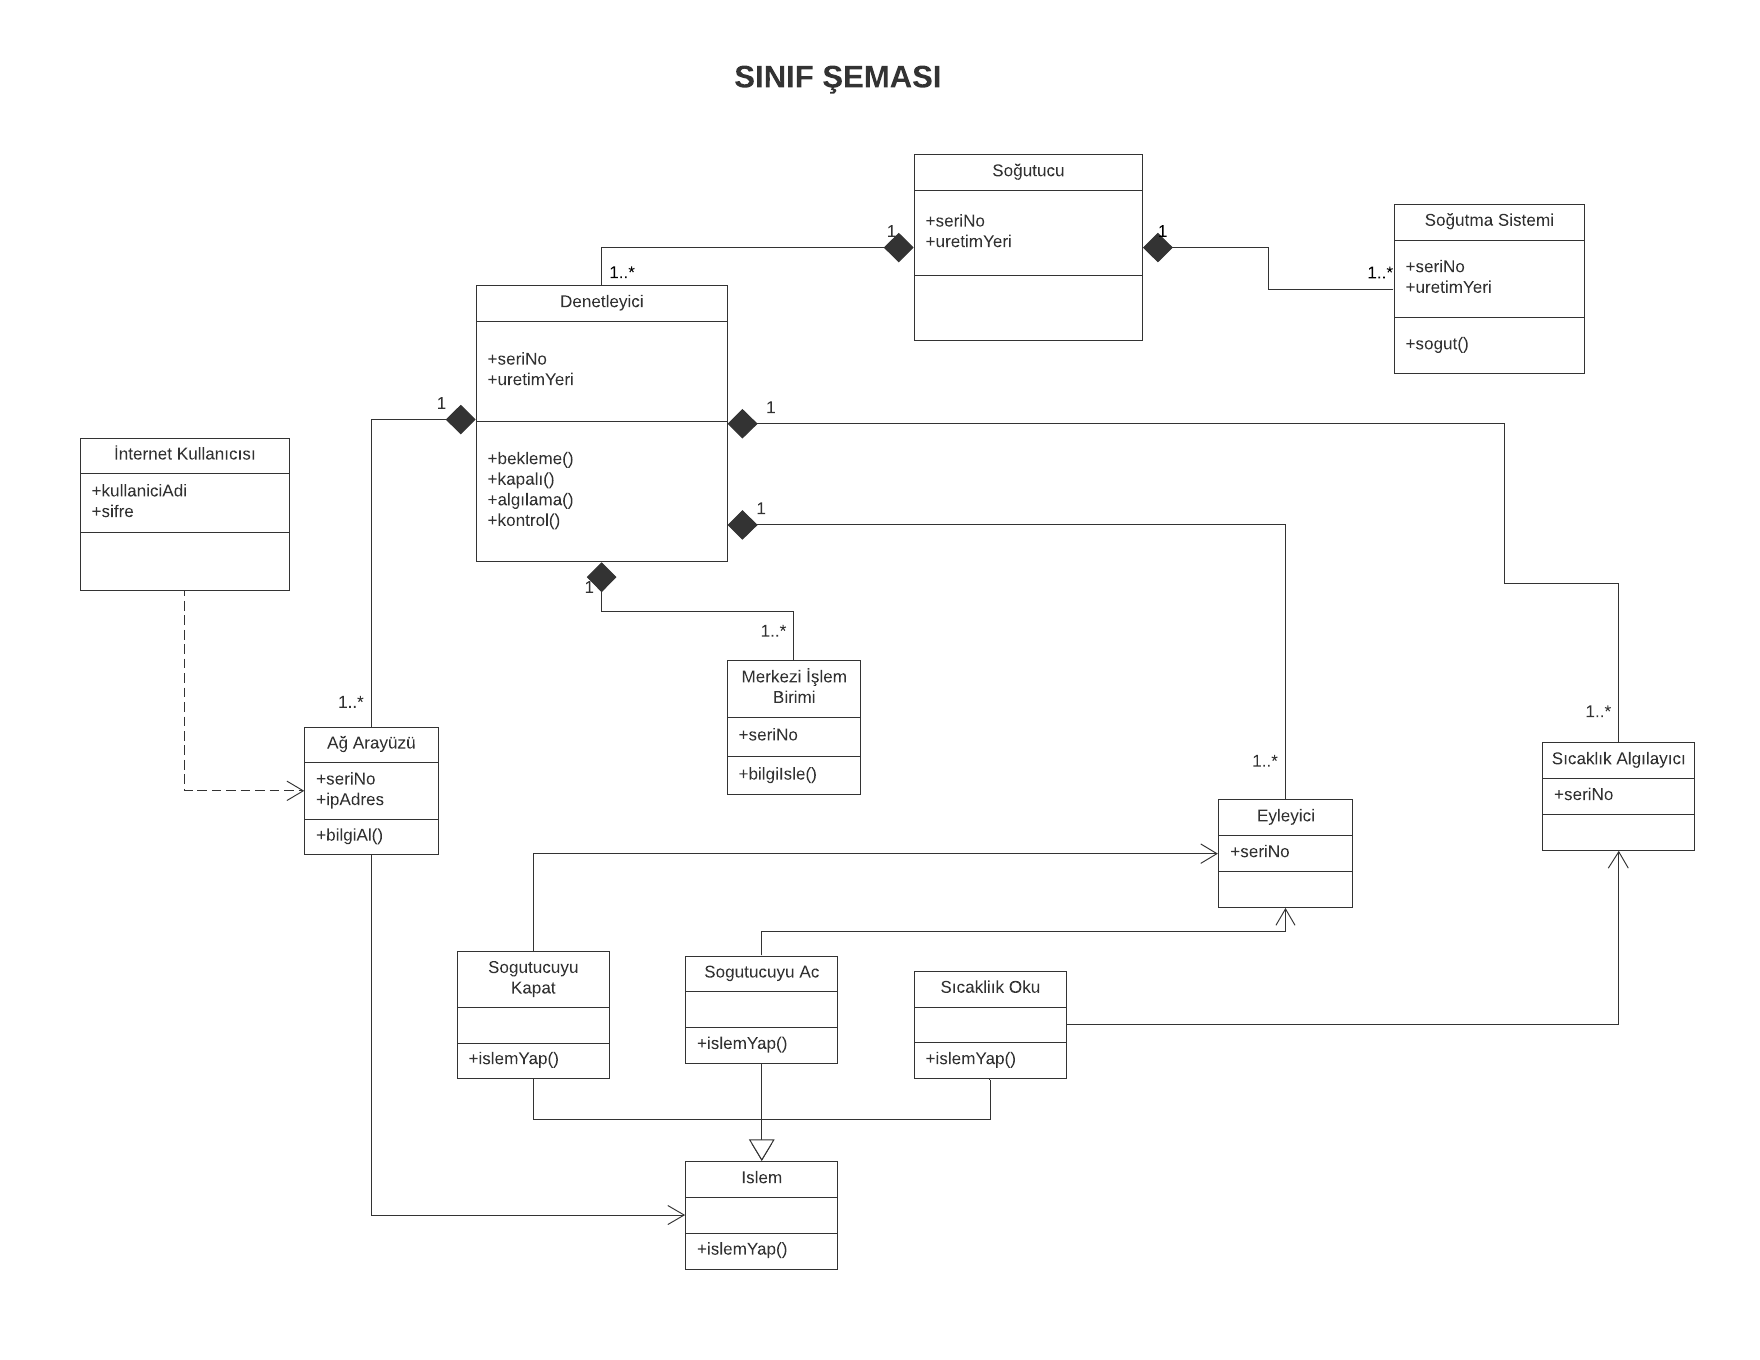 SINIF ŞEMASI
Soğutucu
+seriNo
+uretimYeri
1
1
Soğutma Sistemi
+seriNo
+uretimYeri
+sogut()
1..*
1..*
Denetleyici
+seriNo
+uretimYeri
+bekleme()
+kapalı()
+algılama()
+kontrol()
1
1
1
1
İnternet Kullanıcısı
+kullaniciAdi
+sifre
1..*
Merkezi İşlem
Birimi
+seriNo
+bilgiIsle()
1..*
Ağ Arayüzü
+seriNo
+ipAdres
+bilgiAl()
1..*
Sıcaklık Algılayıcı
+seriNo
1..*
Eyleyici
+seriNo
Sogutucuyu
Kapat
+islemYap()
Sogutucuyu Ac
+islemYap()
Sıcakliık Oku
+islemYap()
Islem
+islemYap()